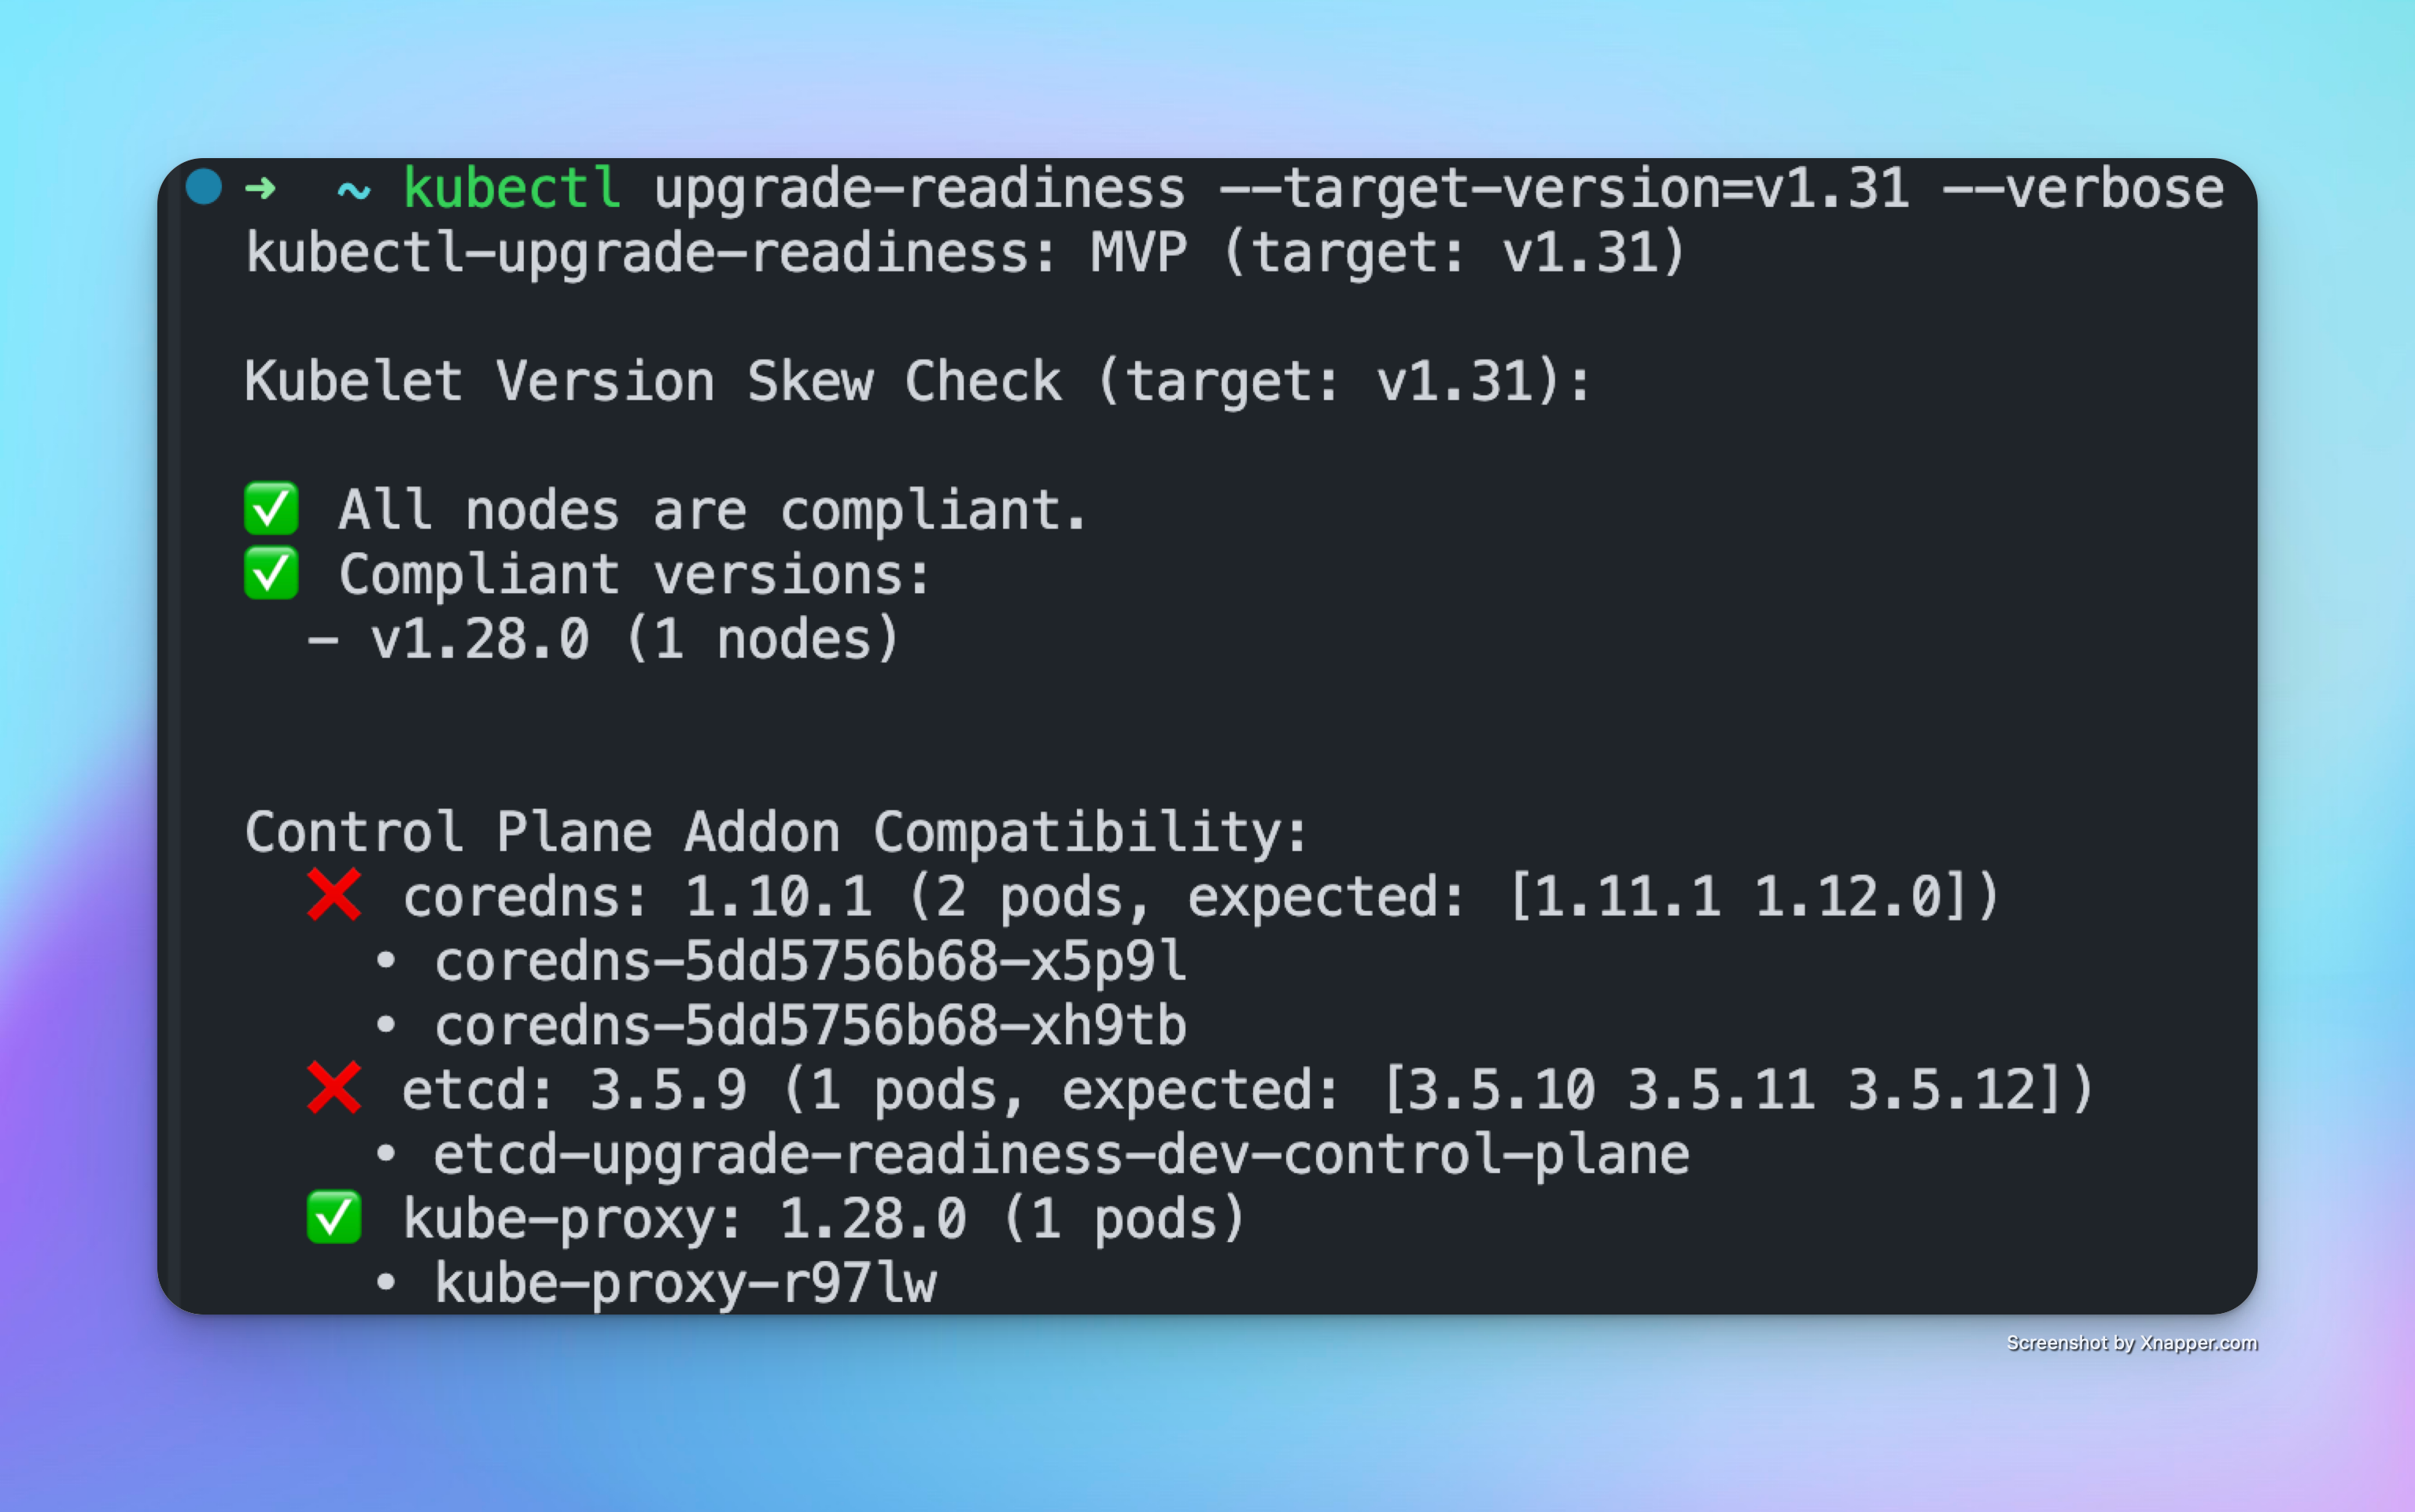 ➜ ~ kubectl upgrade-readiness --target-version=v1.31 --verbose
kubectl-upgrade-readiness: MVP (target: v1.31)
Kubelet Version Skew Check (target: v1.31):
✅ All nodes are compliant.
✅ Compliant versions:
- v1.28.0 (1 nodes)
Control Plane Addon Compatibility:
❌ coredns: 1.10.1 (2 pods, expected: [1.11.1 1.12.0])
• coredns-5dd5756b68-x5p9l
• coredns-5dd5756b68-xh9tb
❌ etcd: 3.5.9 (1 pods, expected: [3.5.10 3.5.11 3.5.12])
• etcd-upgrade-readiness-dev-control-plane
✅ kube-proxy: 1.28.0 (1 pods)
• kube-proxy-r97lw
Screenshot by Xnapper.com